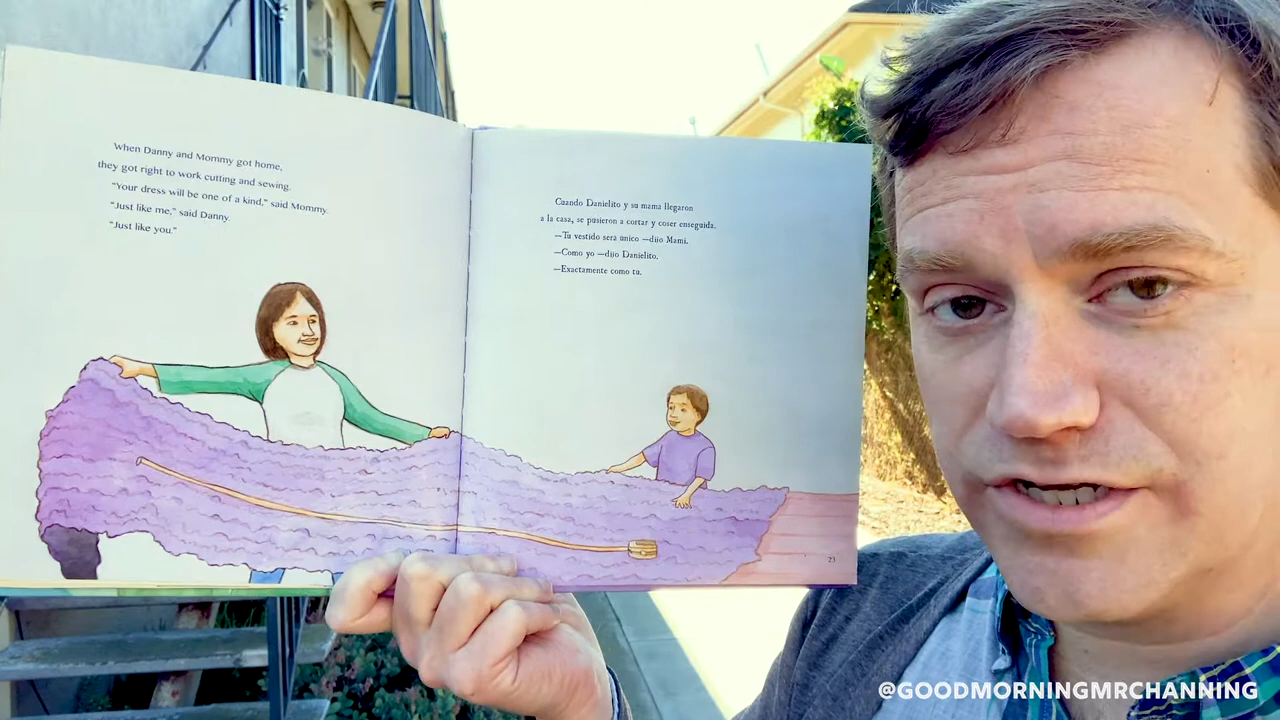 When Danny and Mommy got home,
they got right to work cutting and sewing.
"Your dress will be one of a kind," said Mommy.
"Just like me," said Danny.
"Just like you."
Cuando Danielito y su mama llegaron
a la casa, se pusieron a cortar y coser enseguida.
—Tu vestido será único —dijo Mami.
—Como yo —dijo Danielito.
—Exactamente como tu.
23
@GOODMORNINGMRCHANNING